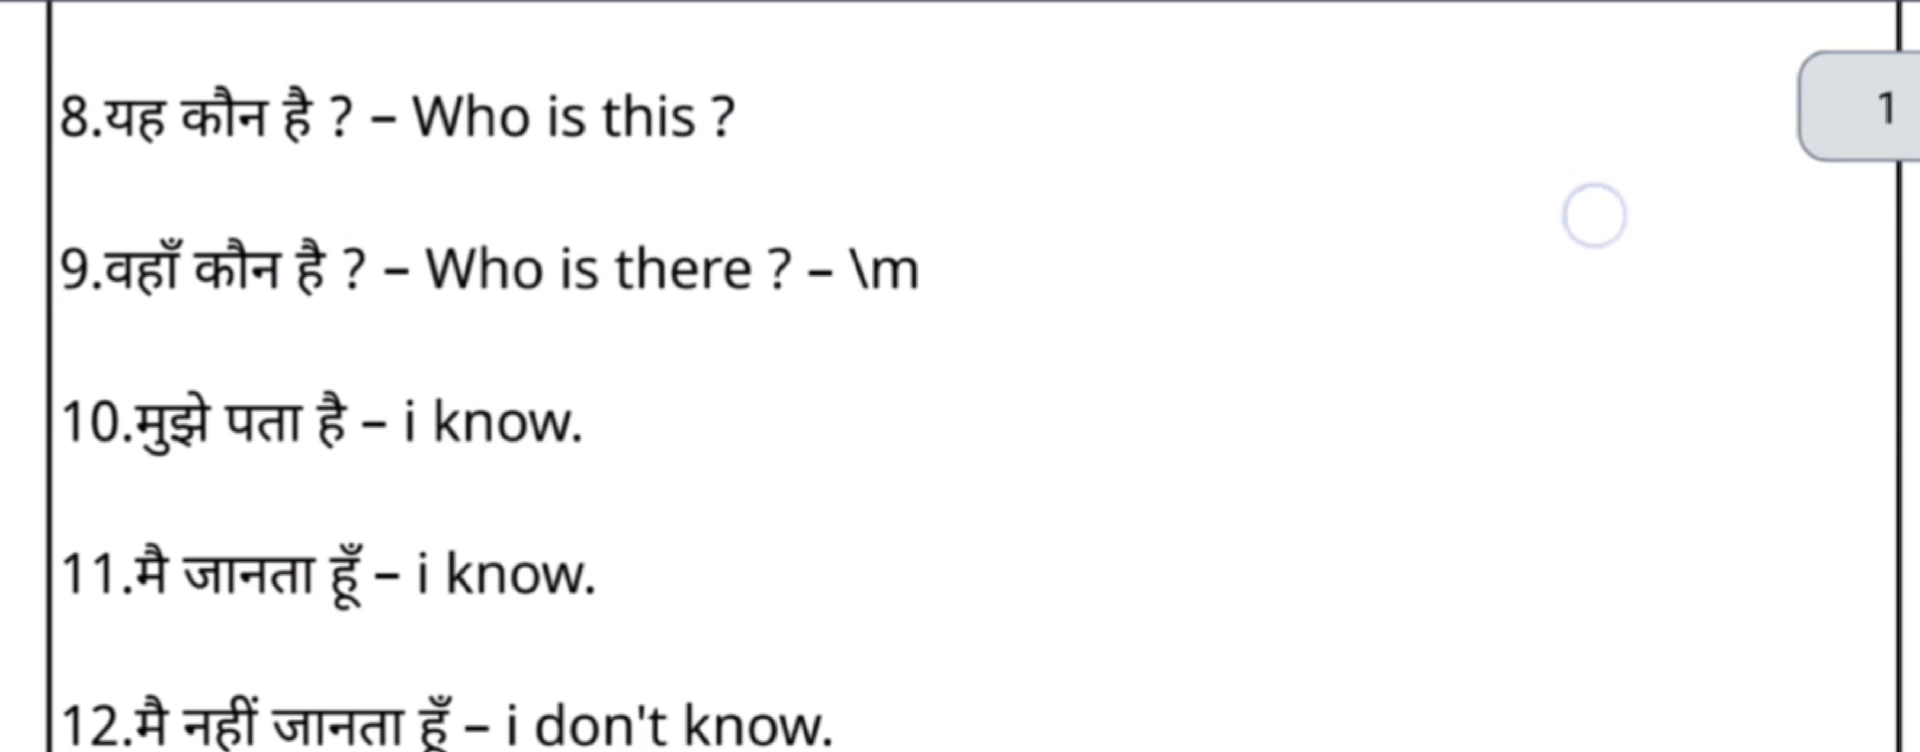 8.यह कौन है ? – Who is this ?
1
9.वहाँ कौन है ? – Who is there ? – \m
10.मुझे पता है – i know.
11.मै जानता हूँ – i know.
12.मै नहीं जानता हूँ – i don't know.